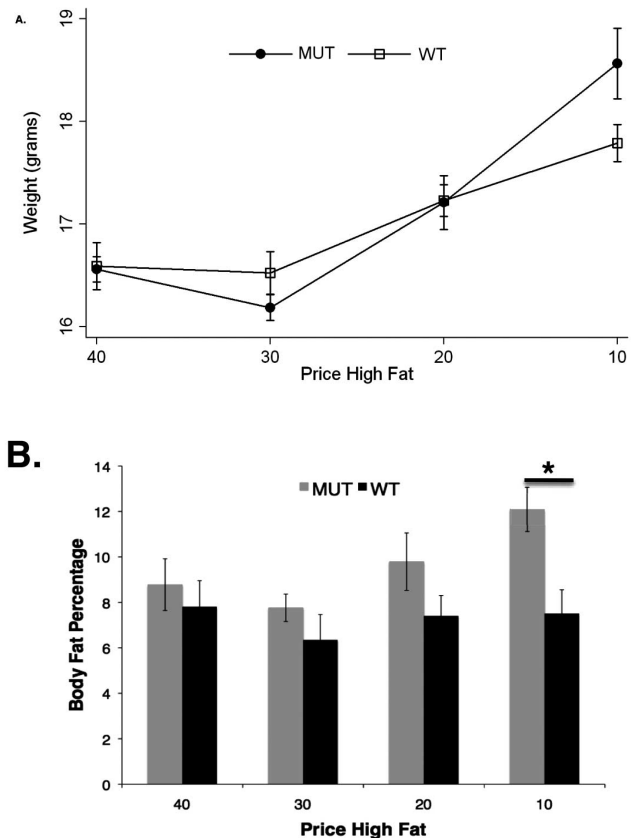 A.
19
MUT WT
18
Weight (grams)
17
16
40 30 20 10
Price High Fat
B.
14
MUT WT
*
12
10
Body Fat Percentage
8
6
4
2
0
40 30 20 10
Price High Fat